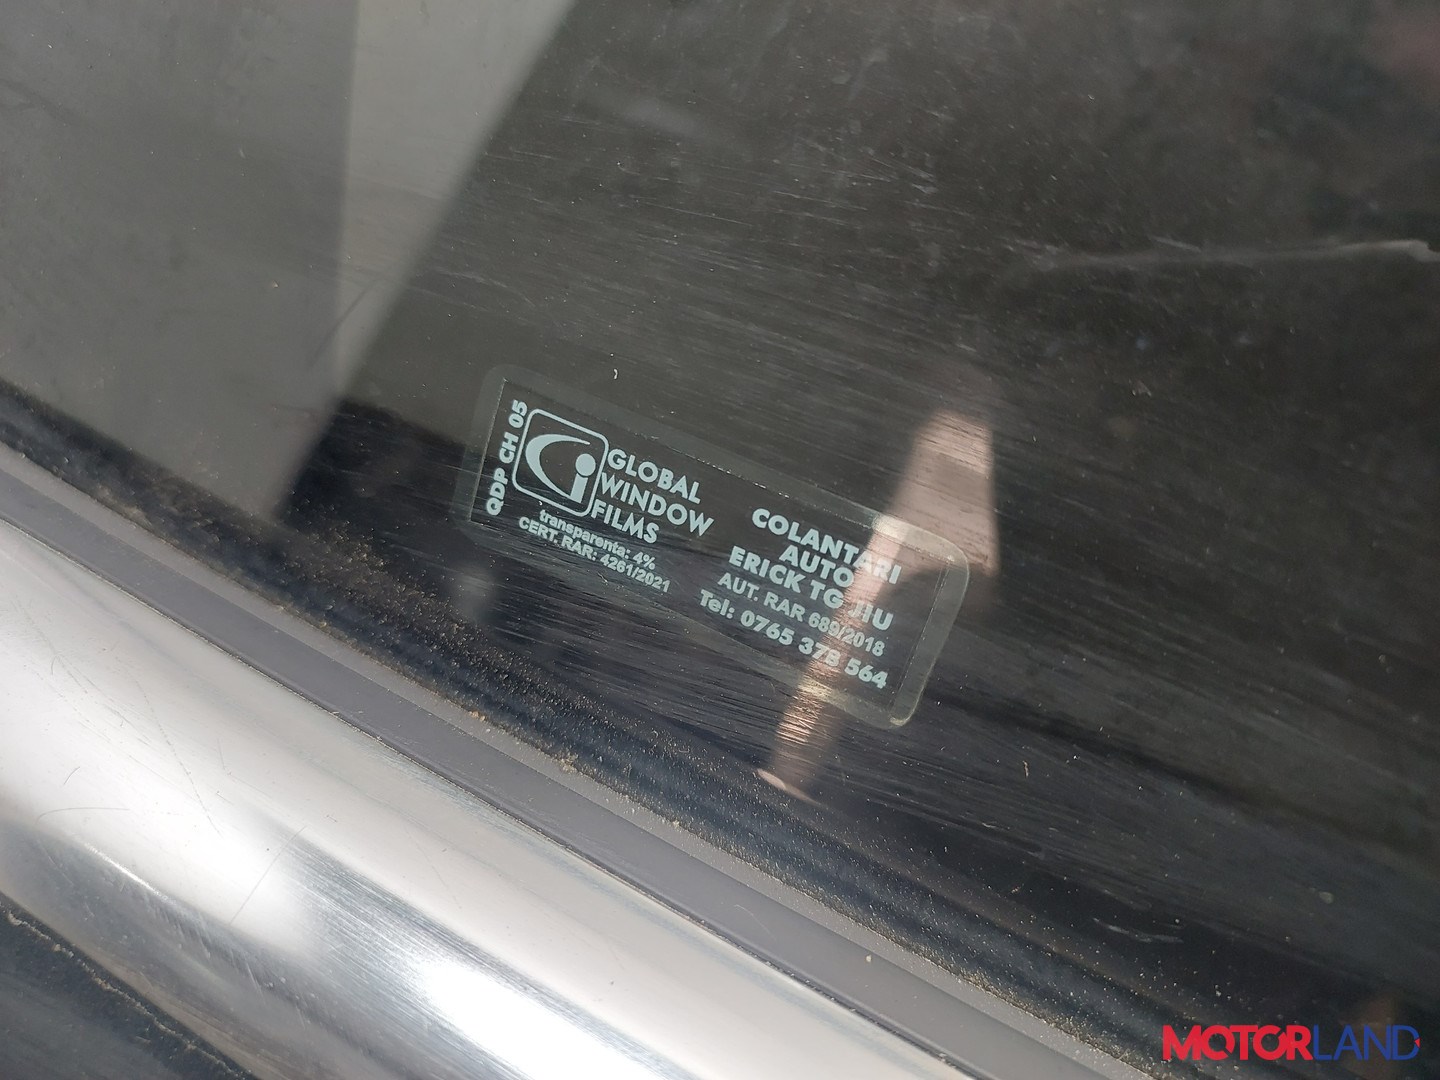 QDP CH 05
GLOBAL
WINDOW
FILMS
transparenta: 4%
CERT. RAR: 4261/2021
COLANTARI
AUTO
ERICK TG JIU
AUT. RAR 689/2018
Tel: 0765 378 564
MOTORLAND